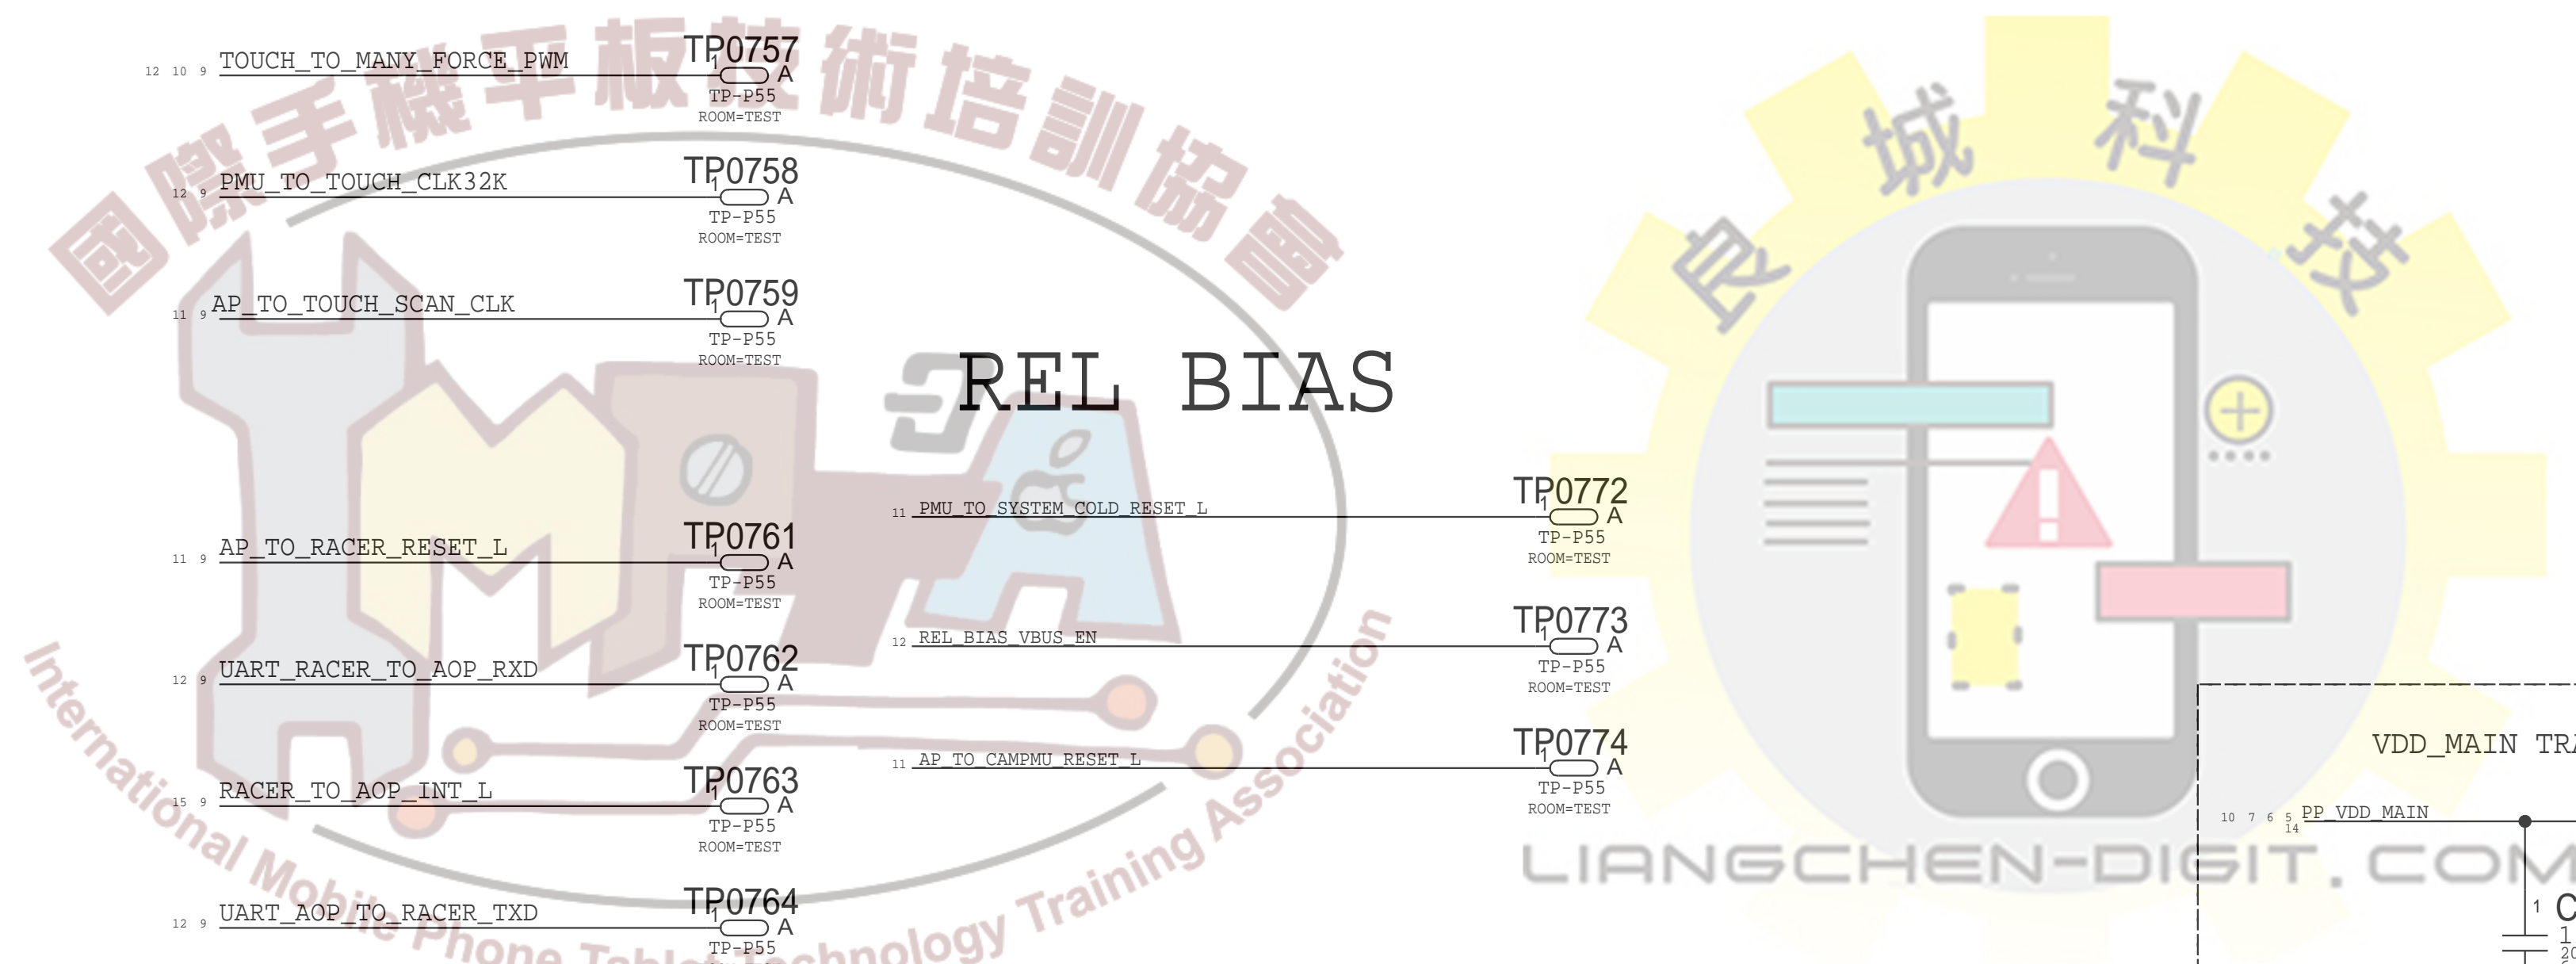 國際手機平板技術培訓協會
TOUCH_TO_MANY_FORCE_PWM
12 10 9
TP0757
1
A
TP-P55
ROOM=TEST
PMU_TO_TOUCH_CLK32K
12 9
TP0758
1
A
TP-P55
ROOM=TEST
AP_TO_TOUCH_SCAN_CLK
11 9
TP0759
1
A
TP-P55
ROOM=TEST
AP_TO_RACER_RESET_L
11 9
TP0761
1
A
TP-P55
ROOM=TEST
UART_RACER_TO_AOP_RXD
12 9
TP0762
1
A
TP-P55
ROOM=TEST
RACER_TO_AOP_INT_L
15 9
TP0763
1
A
TP-P55
ROOM=TEST
UART_AOP_TO_RACER_TXD
12 9
TP0764
1
A
TP-P55
International Mobile Phone Tablet Technology Training Association
REL BIAS
11 PMU_TO_SYSTEM_COLD_RESET_L
TP0772
1
A
TP-P55
ROOM=TEST
12 REL_BIAS_VBUS_EN
TP0773
1
A
TP-P55
ROOM=TEST
11 AP_TO_CAMPMU_RESET_L
TP0774
1
A
TP-P55
ROOM=TEST
良城科技
LIANGCHEN-DIGIT.COM
VDD_MAIN
10 7 6 5 PP_VDD_MAIN
14
1